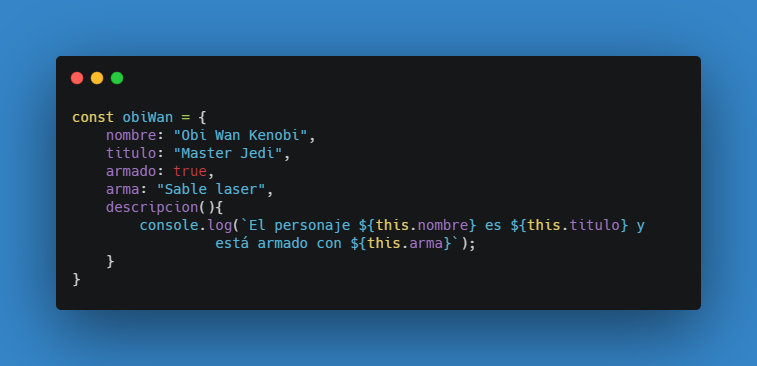 const obiWan = {
    nombre: "Obi Wan Kenobi",
    titulo: "Master Jedi",
    armado: true,
    arma: "Sable laser",
    descripcion(){
        console.log(`El personaje ${this.nombre} es ${this.titulo} y
                 está armado con ${this.arma}`);
    }
}